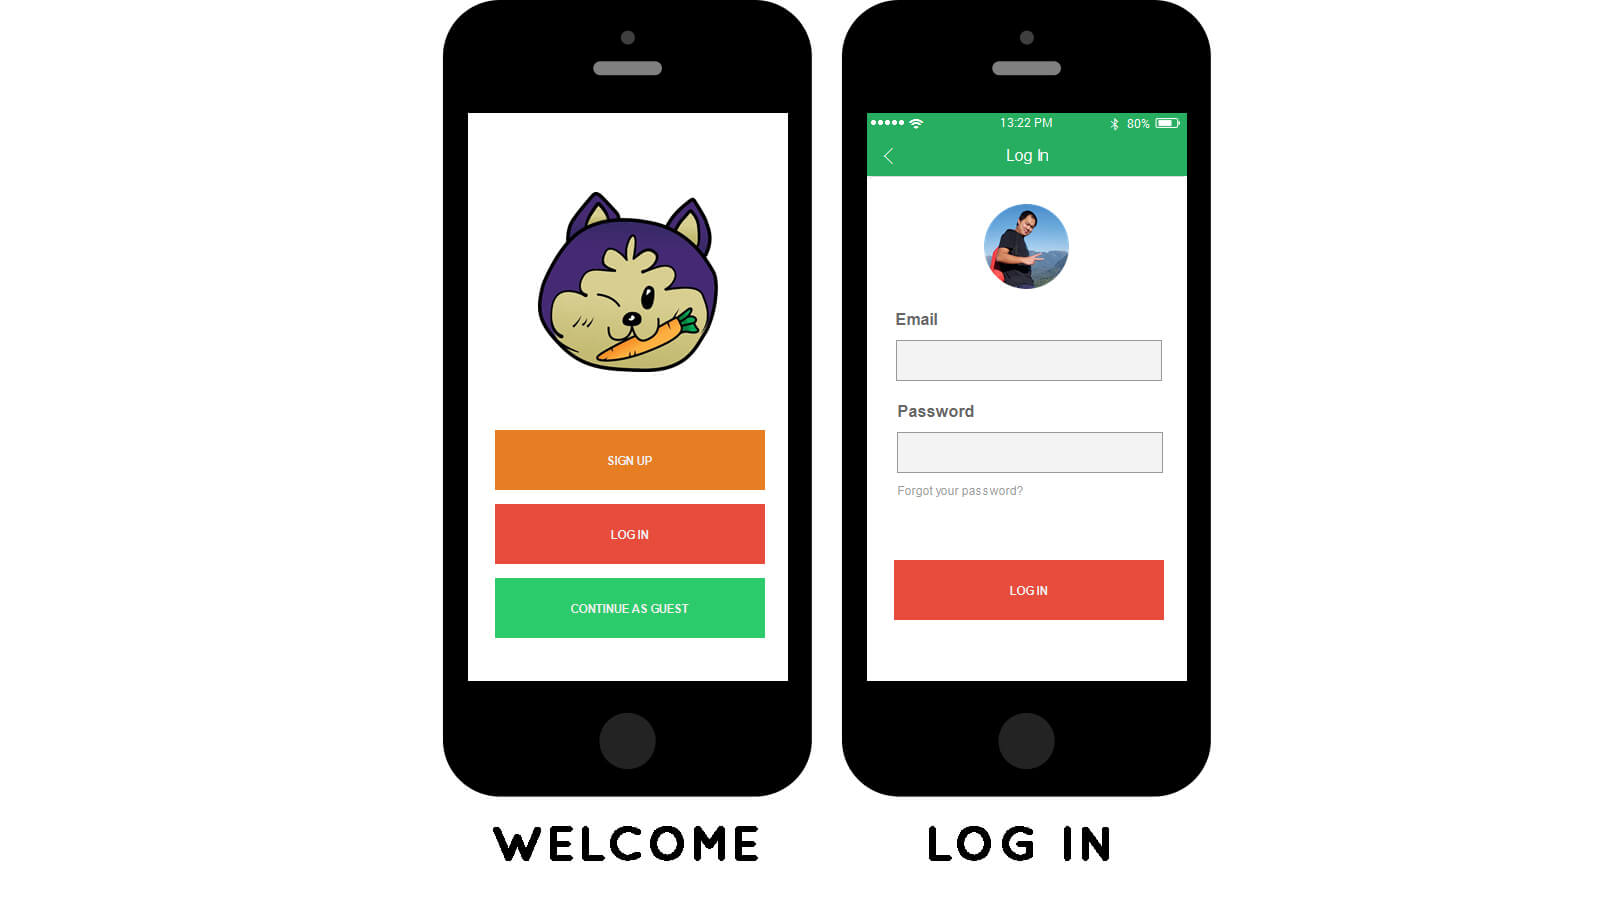 SIGN UP
LOG IN
CONTINUE AS GUEST
WELCOME
13:22 PM
80%
Log In
Email
Password
Forgot your password?
LOG IN
LOG IN